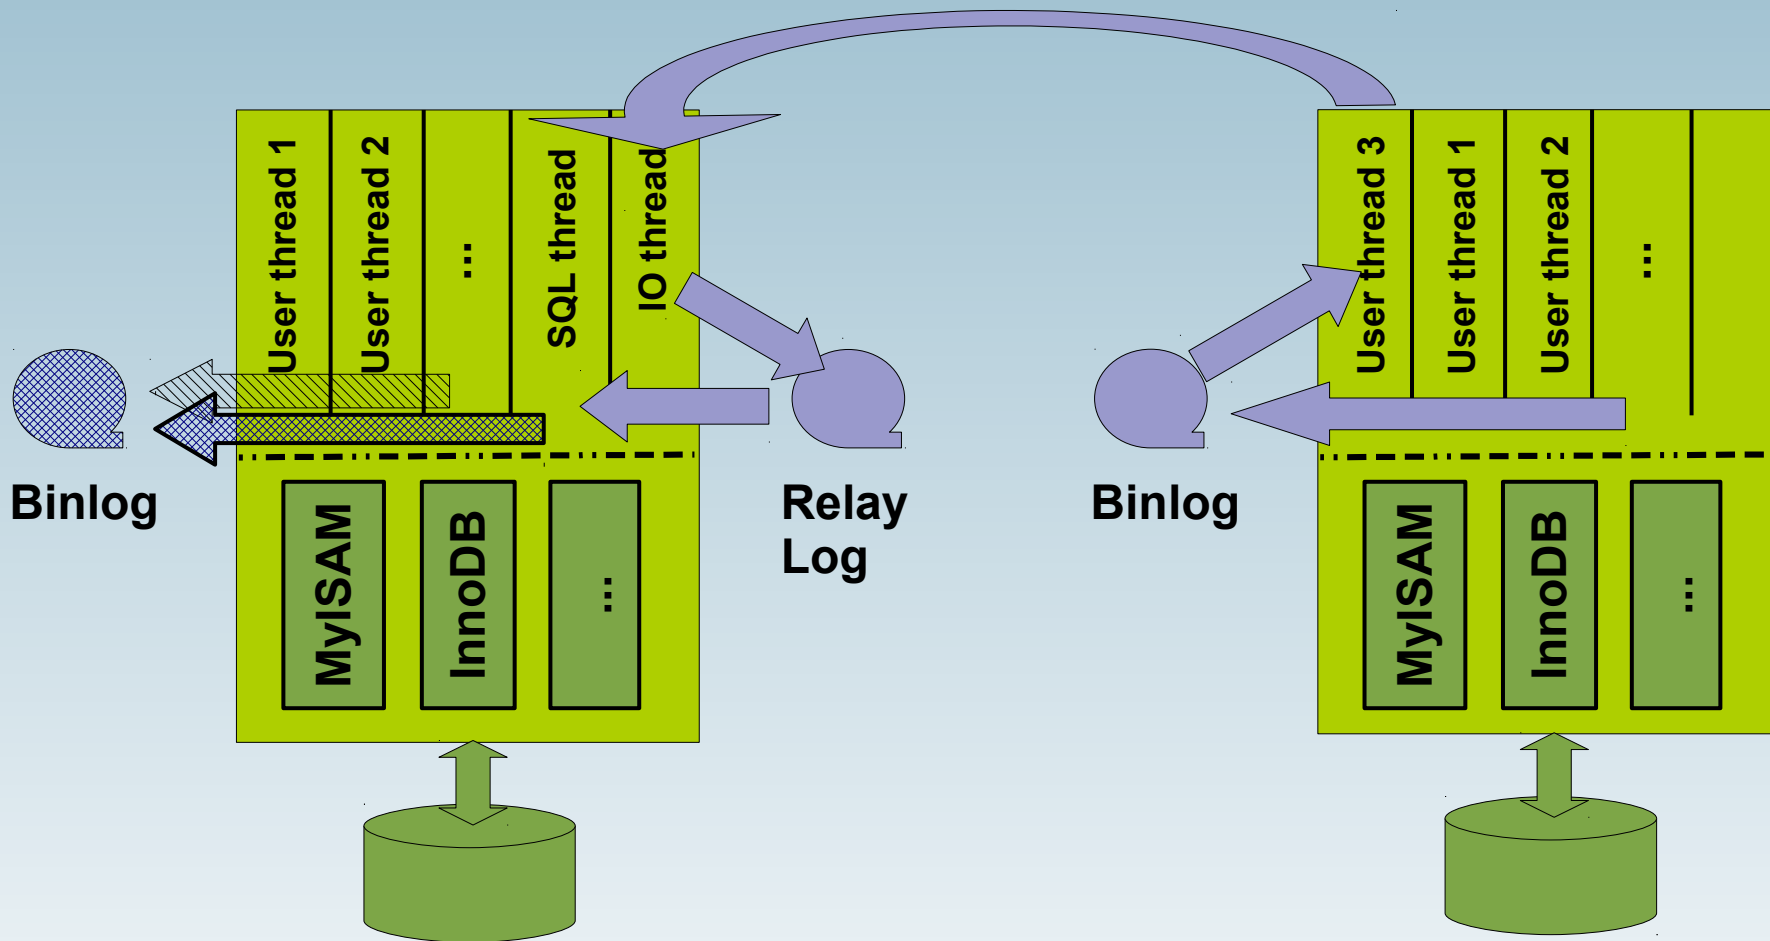 User thread 1
User thread 2
...
SQL thread
IO thread
User thread 3
User thread 1
User thread 2
...
Binlog
Relay
Log
Binlog
MyISAM
InnoDB
...
MyISAM
InnoDB
...